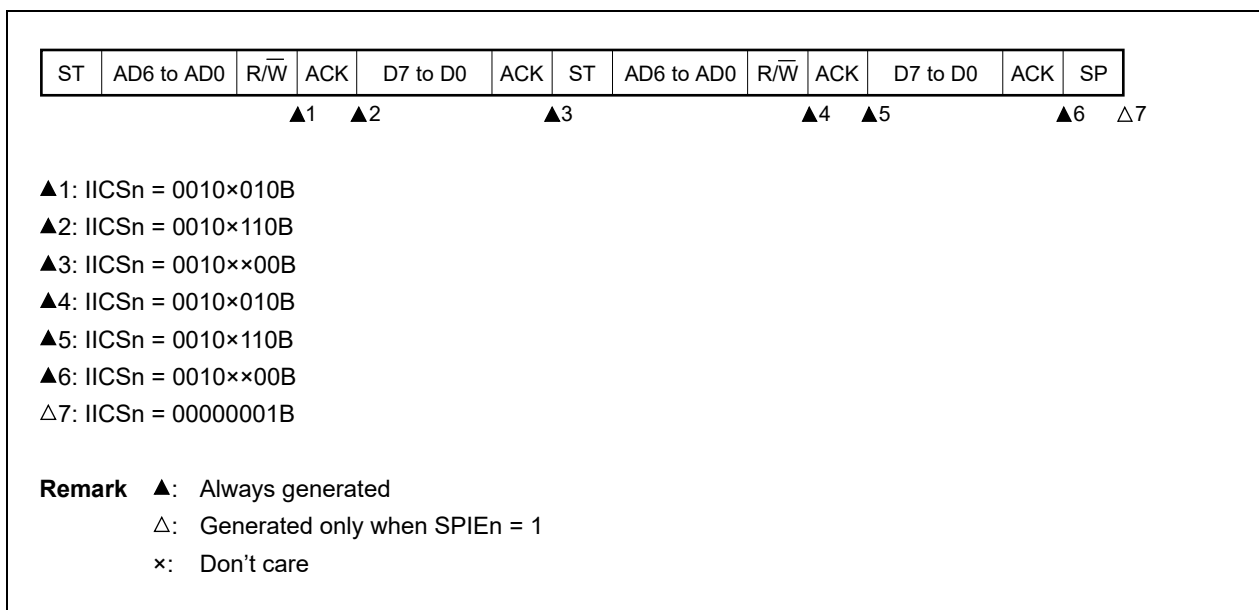 ST AD6 to AD0 R/W̅ ACK D7 to D0 ACK ST AD6 to AD0 R/W̅ ACK D7 to D0 ACK SP
▲1 ▲2 ▲3 ▲4 ▲5 ▲6 △7
▲1: IICSn = 0010×010B
▲2: IICSn = 0010×110B
▲3: IICSn = 0010××00B
▲4: IICSn = 0010×010B
▲5: IICSn = 0010×110B
▲6: IICSn = 0010××00B
△7: IICSn = 00000001B
Remark ▲: Always generated
△: Generated only when SPIEn = 1
×: Don’t care